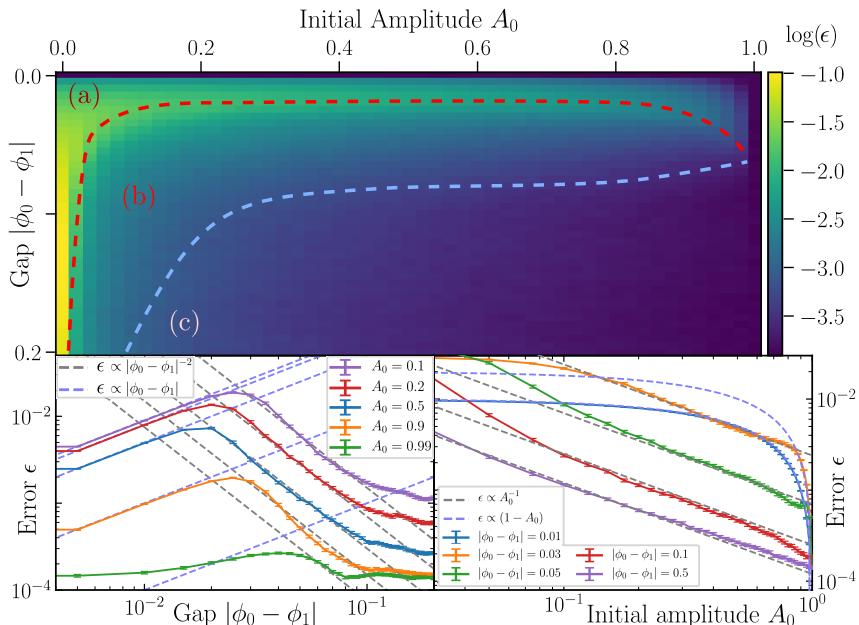 Initial Amplitude A₀
0.0 0.2 0.4 0.6 0.8 1.0
log(ϵ)
Gap |ϕ₀ − ϕ₁|
0.0
0.2
(a)
(b)
(c)
−1.0
−1.5
−2.0
−2.5
−3.0
−3.5
ϵ ∝ |ϕ₀ − ϕ₁|⁻²
ϵ ∝ |ϕ₀ − ϕ₁|
A₀ = 0.1
A₀ = 0.2
A₀ = 0.5
A₀ = 0.9
A₀ = 0.99
Error ϵ
10⁻²
10⁻⁴
10⁻² 10⁻¹
Gap |ϕ₀ − ϕ₁|
ϵ ∝ A₀⁻¹
ϵ ∝ (1 − A₀)
|ϕ₀ − ϕ₁| = 0.01
|ϕ₀ − ϕ₁| = 0.03
|ϕ₀ − ϕ₁| = 0.05
|ϕ₀ − ϕ₁| = 0.1
|ϕ₀ − ϕ₁| = 0.5
10⁻²
10⁻⁴
Error ϵ
10⁻¹ 10⁰
Initial amplitude A₀